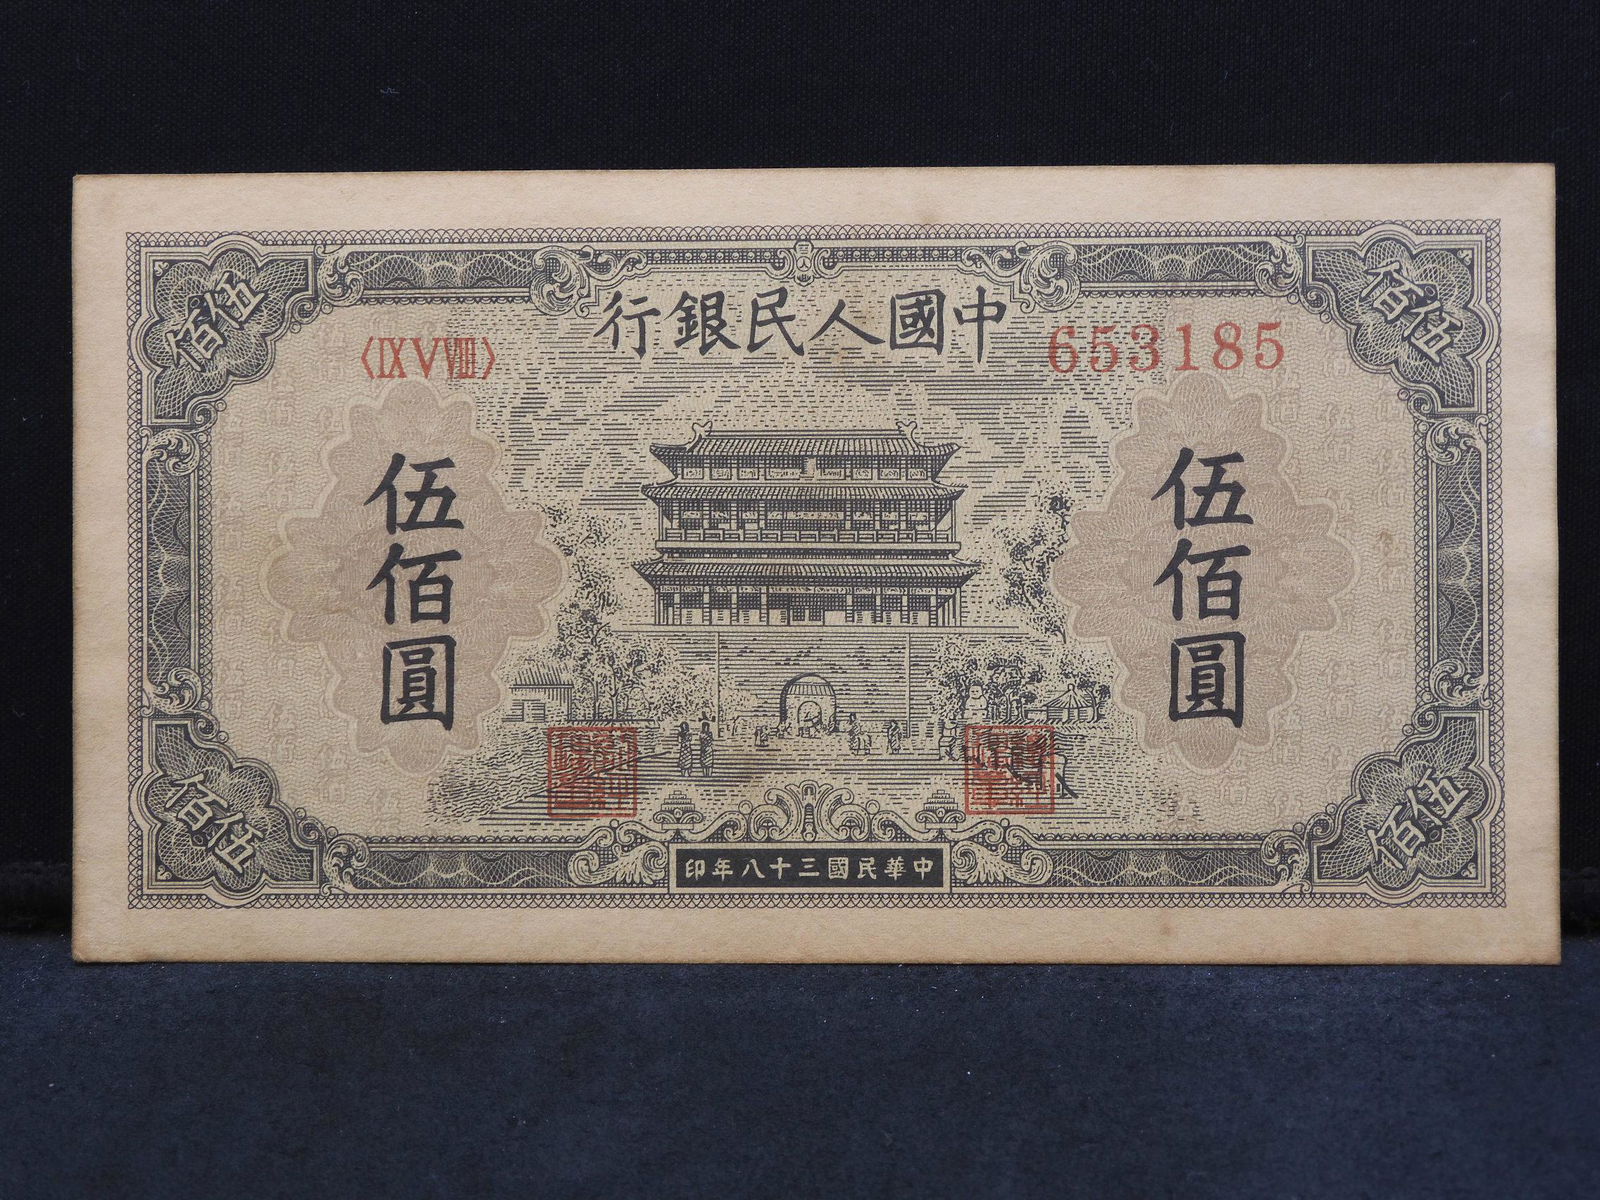 中國人民銀行
〈ⅨⅤⅧ〉
653185
伍佰圓
伍佰圓
伍佰
伍佰
伍佰
伍佰
中華民國三十八年印